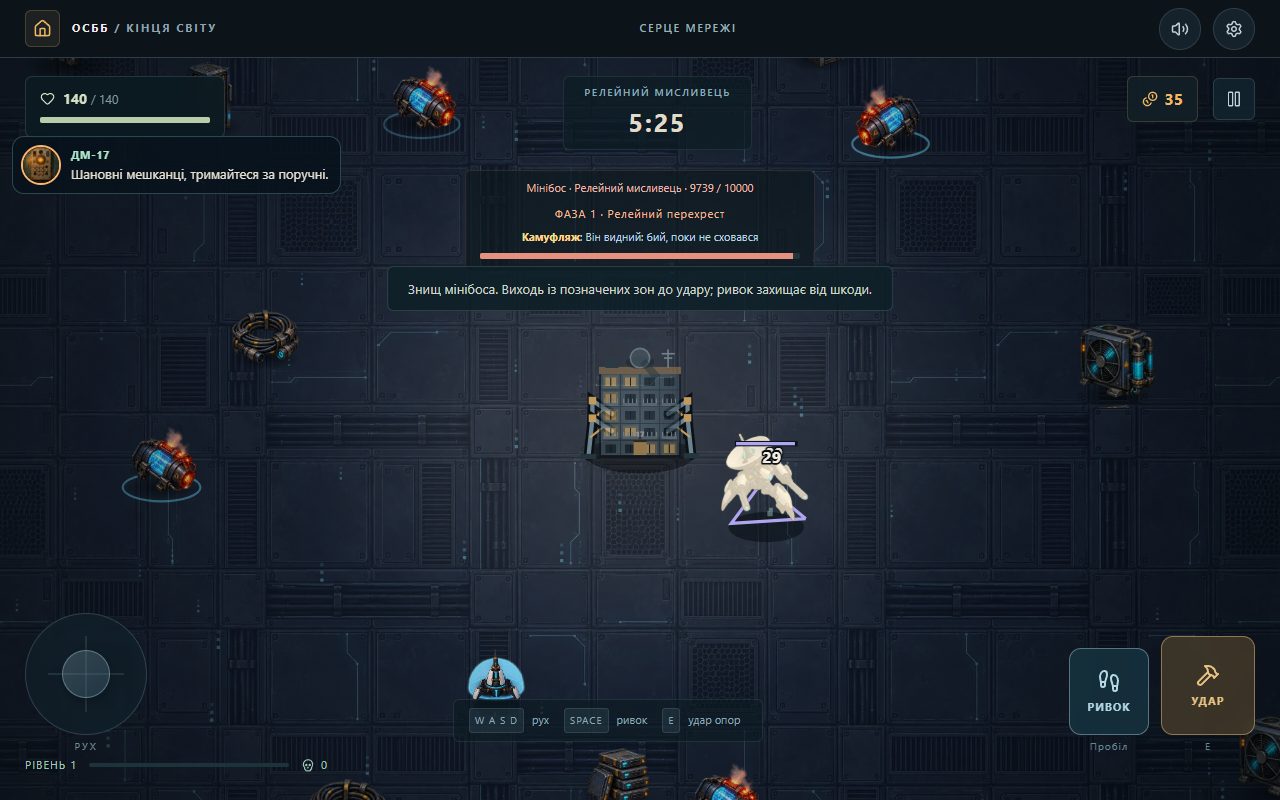 ОСББ / КІНЦЯ СВІТУ
СЕРЦЕ МЕРЕЖІ
140 / 140
РЕЛЕЙНИЙ МИСЛИВЕЦЬ
5:25
35
ДМ-17
Шановні мешканці, тримайтеся за поручні.
Мінібос · Релейний мисливець · 9739 / 10000
ФАЗА 1 · Релейний перехрест
Камуфляж: Він видний: бий, поки не сховався
Знищ мінібоса. Виходь із позначених зон до удару; ривок захищає від шкоди.
29
W A S D рух SPACE ривок E удар опор
РИВОК
УДАР
Пробіл
E
РУХ
РІВЕНЬ 1
0